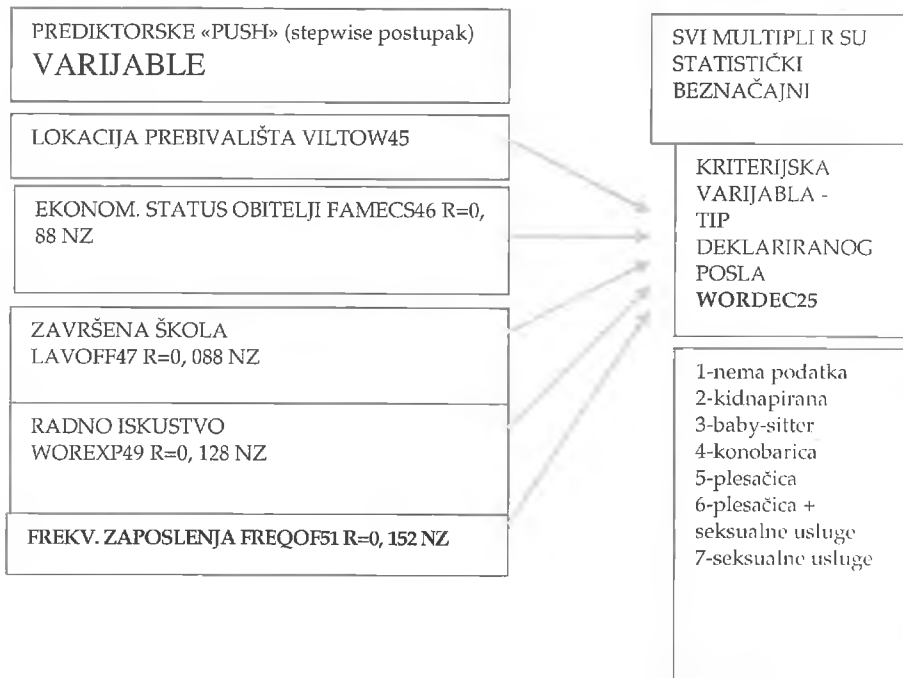 PREDIKTORSKE «PUSH» (stepwise postupak)
VARIJABLE
LOKACIJA PREBIVALIŠTA VILTOW45
EKONOM. STATUS OBITELJI FAMECS46 R=0,
88 NZ
ZAVRŠENA ŠKOLA
LAVOFF47 R=0, 088 NZ
RADNO ISKUSTVO
WOREXP49 R=0, 128 NZ
FREKV. ZAPOSLENJA FREQOF51 R=0, 152 NZ
SVI MULTIPLI R SU
STATISTIČKI
BEZNAČAJNI
KRITERIJSKA
VARIJABLA -
TIP
DEKLARIRANOG
POSLA
WORDEC25
1-nema podatka
2-kidnapirana
3-baby-sitter
4-konobarica
5-plesačica
6-plesačica +
seksualne usluge
7-seksualne usluge